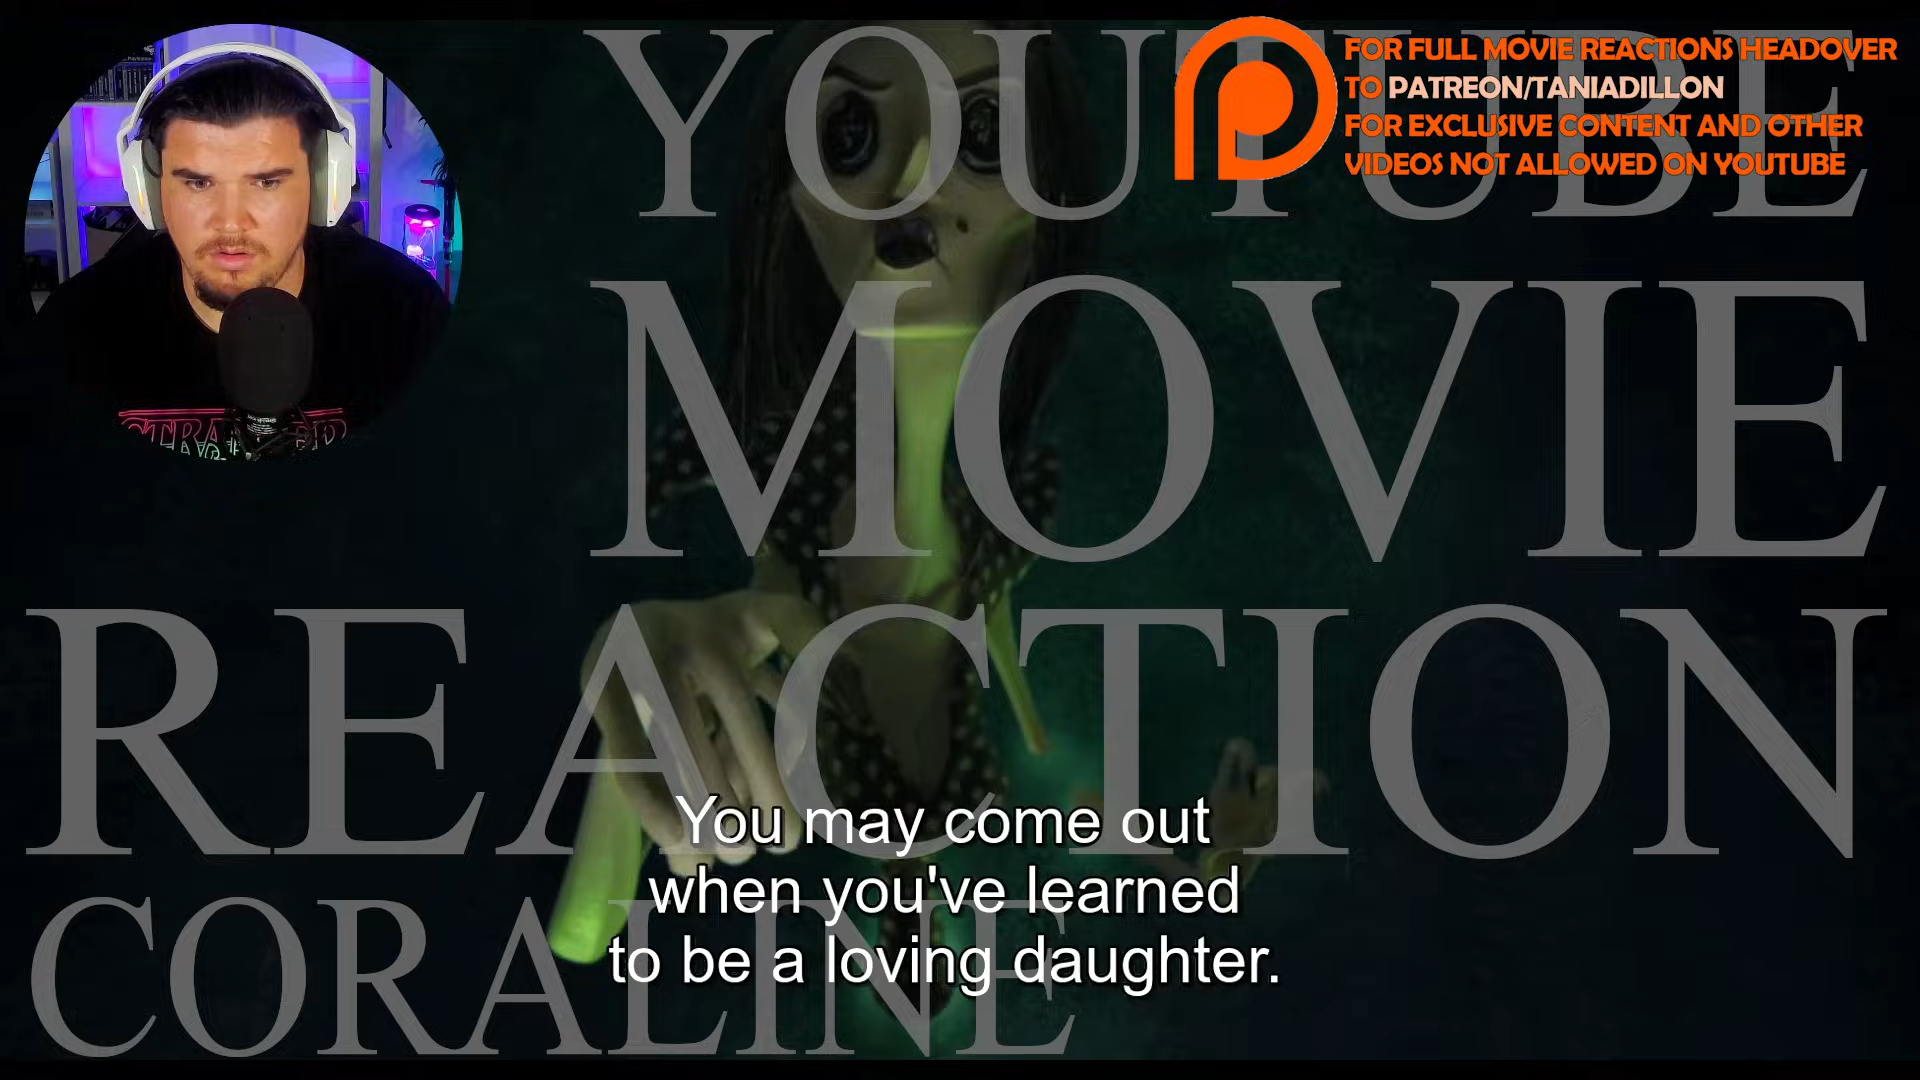 YOUTUBE
FOR FULL MOVIE REACTIONS HEADOVER
TO PATREON/TANIADILLON
FOR EXCLUSIVE CONTENT AND OTHER
VIDEOS NOT ALLOWED ON YOUTUBE
MOVIE
REACTION
You may come out
when you've learned
to be a loving daughter.
CORALINE